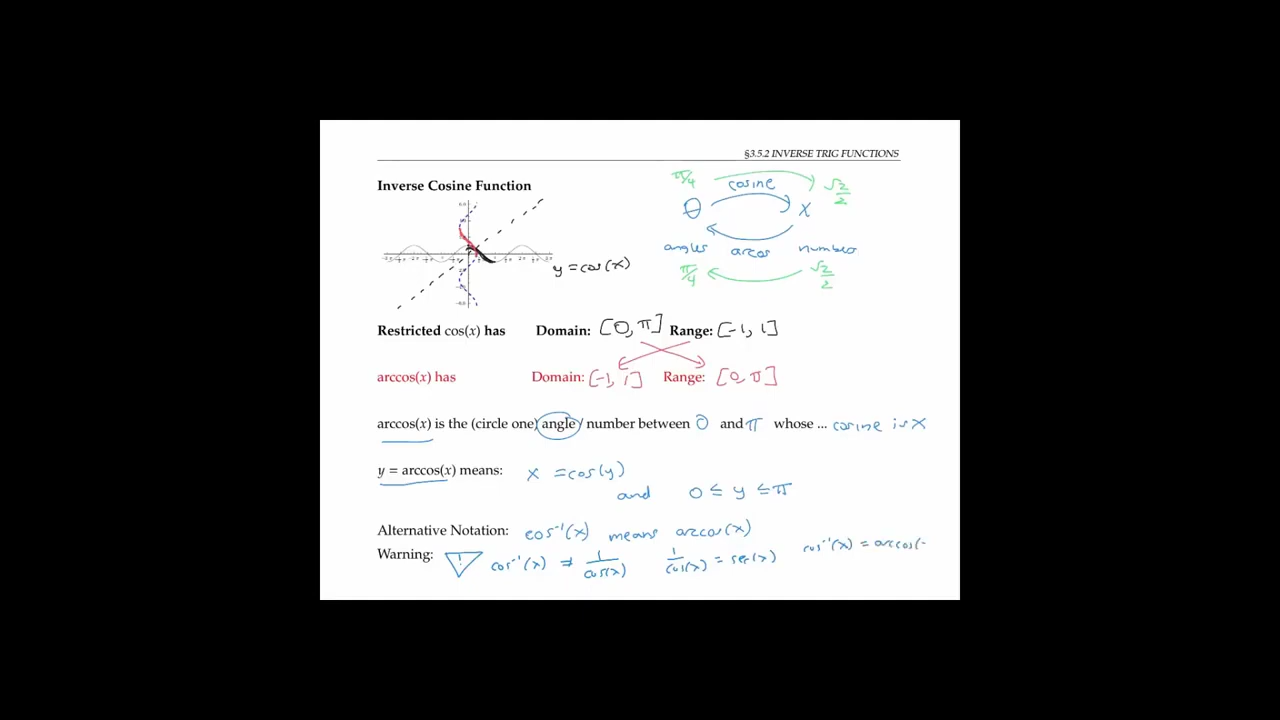 §3.5.2 INVERSE TRIG FUNCTIONS
Inverse Cosine Function
π/4 cosine √2/2
θ x
angles arcos numbers
π/4 √2/2
y = cos(x)
Restricted cos(x) has Domain: [0, π] Range: [-1, 1]
arccos(x) has Domain: [-1, 1] Range: [0, π]
arccos(x) is the (circle one) angle / number between 0 and π whose ... cosine is x
y = arccos(x) means: x = cos(y)
and 0 ≤ y ≤ π
Alternative Notation: cos⁻¹(x) means arccos(x)
Warning: ! cos⁻¹(x) ≠ 1/cos(x) 1/cos(x) = sec(x) cos⁻¹(x) = arccos(